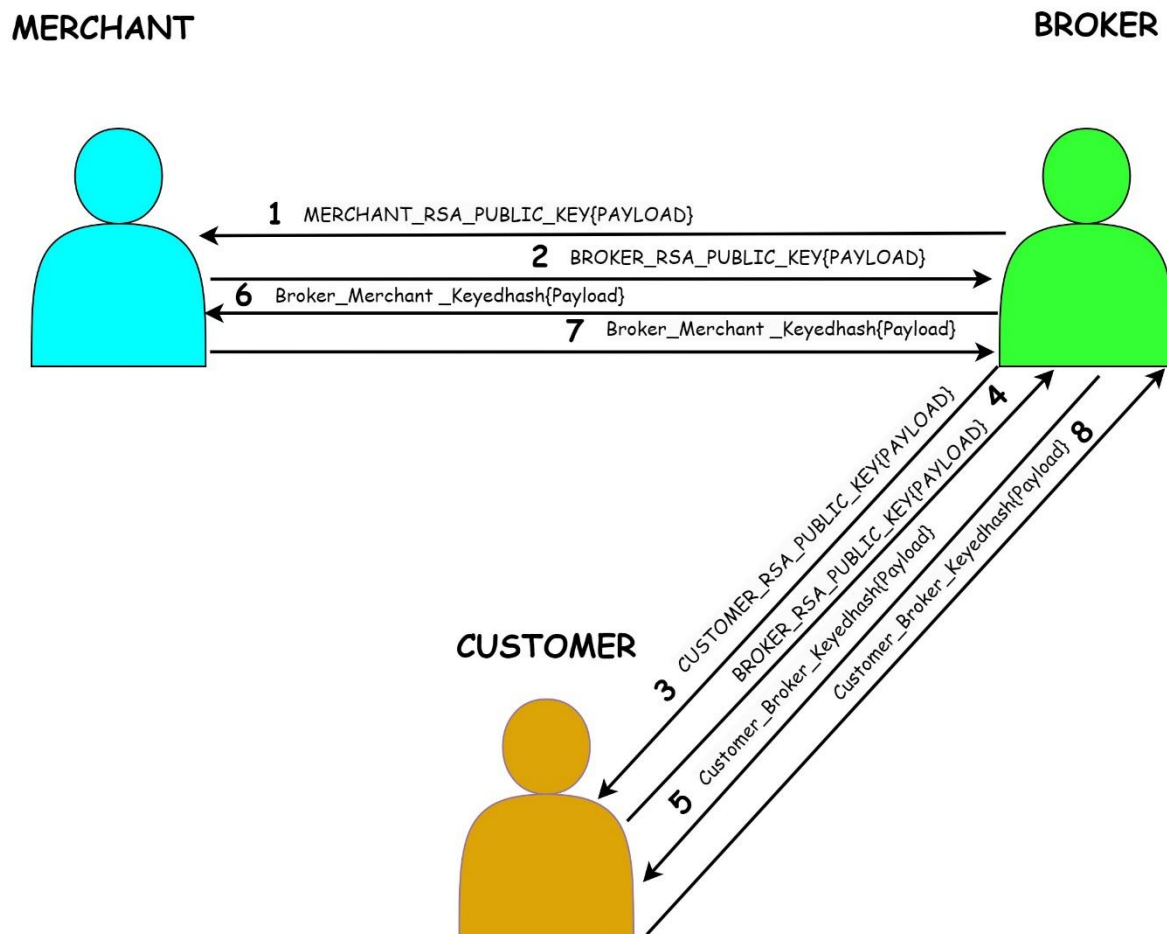 MERCHANT
BROKER
1 MERCHANT_RSA_PUBLIC_KEY{PAYLOAD}
2 BROKER_RSA_PUBLIC_KEY{PAYLOAD}
6 Broker_Merchant _Keyedhash{Payload}
7 Broker_Merchant _Keyedhash{Payload}
3 CUSTOMER_RSA_PUBLIC_KEY{PAYLOAD}
BROKER_RSA_PUBLIC_KEY{PAYLOAD} 4
5 Customer_Broker_Keyedhash{Payload}
Customer_Broker_Keyedhash{Payload} 8
CUSTOMER